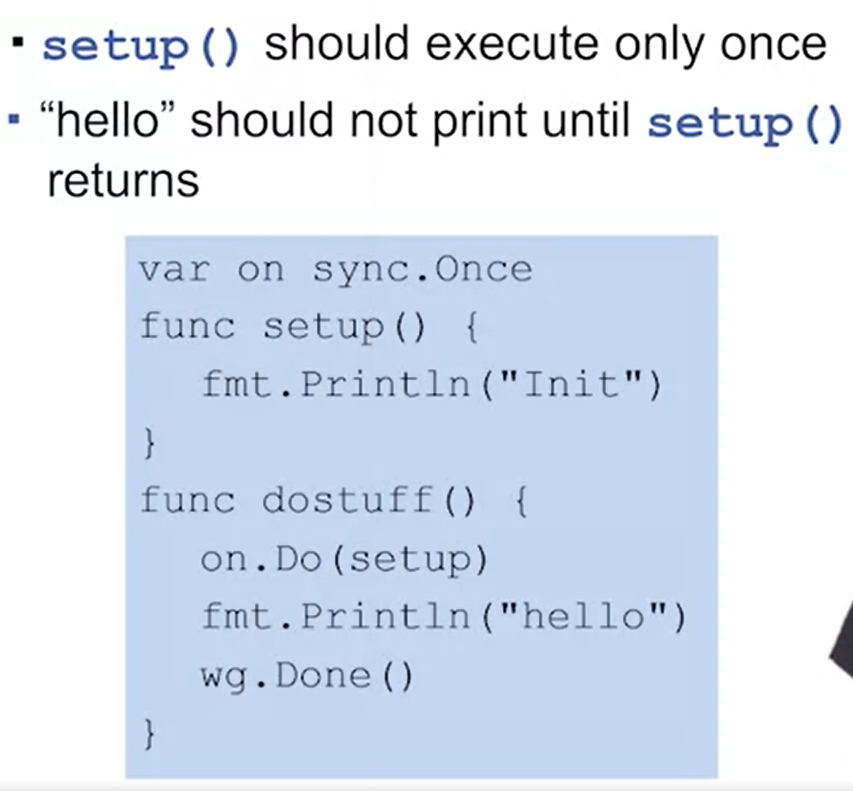 ▪ setup() should execute only once
▪ “hello” should not print until setup()
returns
var on sync.Once
func setup() {
   fmt.Println("Init")
}
func dostuff() {
   on.Do(setup)
   fmt.Println("hello")
   wg.Done()
}